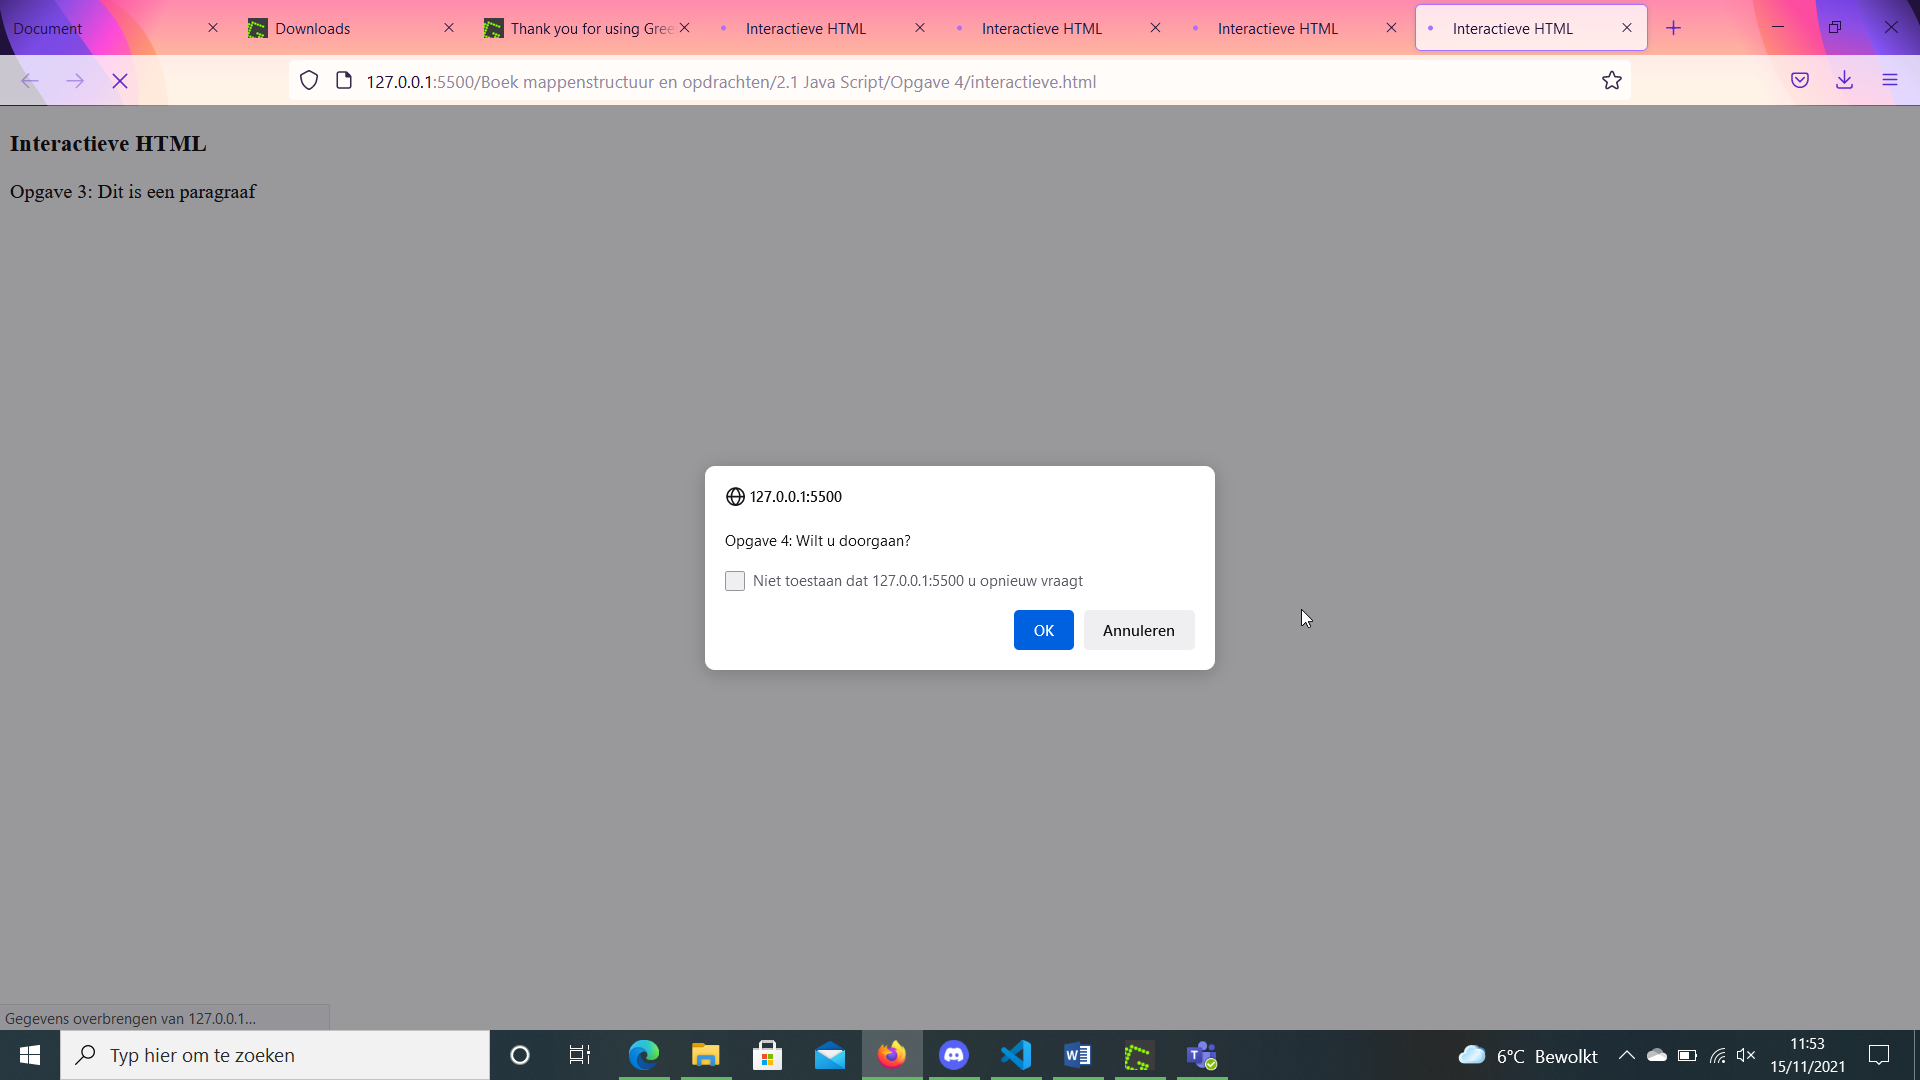 Document
Downloads
Thank you for using Gree
Interactieve HTML
Interactieve HTML
Interactieve HTML
Interactieve HTML
127.0.0.1:5500/Boek mappenstructuur en opdrachten/2.1 Java Script/Opgave 4/interactieve.html
Interactieve HTML
Opgave 3: Dit is een paragraaf
127.0.0.1:5500
Opgave 4: Wilt u doorgaan?
Niet toestaan dat 127.0.0.1:5500 u opnieuw vraagt
OK
Annuleren
Gegevens overbrengen van 127.0.0.1...
Typ hier om te zoeken
6°C Bewolkt
11:53
15/11/2021